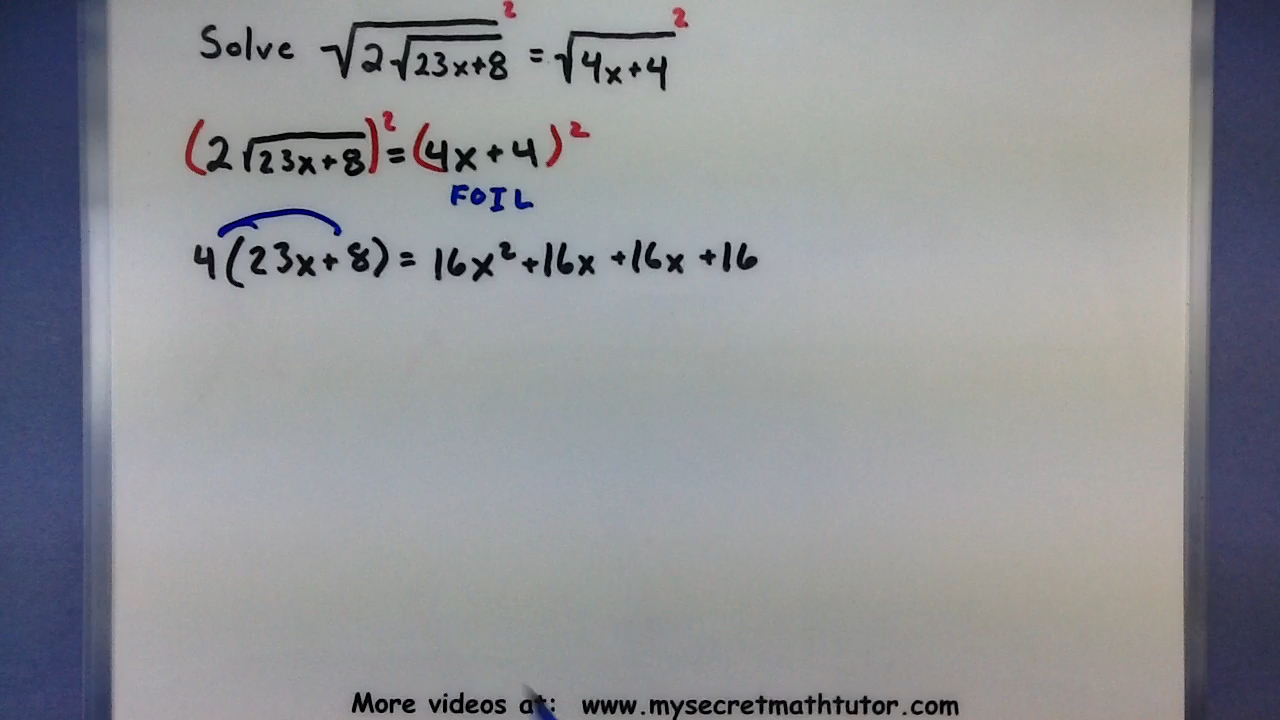 Solve √(2√(23x+8))² = √(4x+4)²
(2√(23x+8))² = (4x+4)²
FOIL
4(23x+8) = 16x²+16x+16x+16
More videos at: www.mysecretmathtutor.com